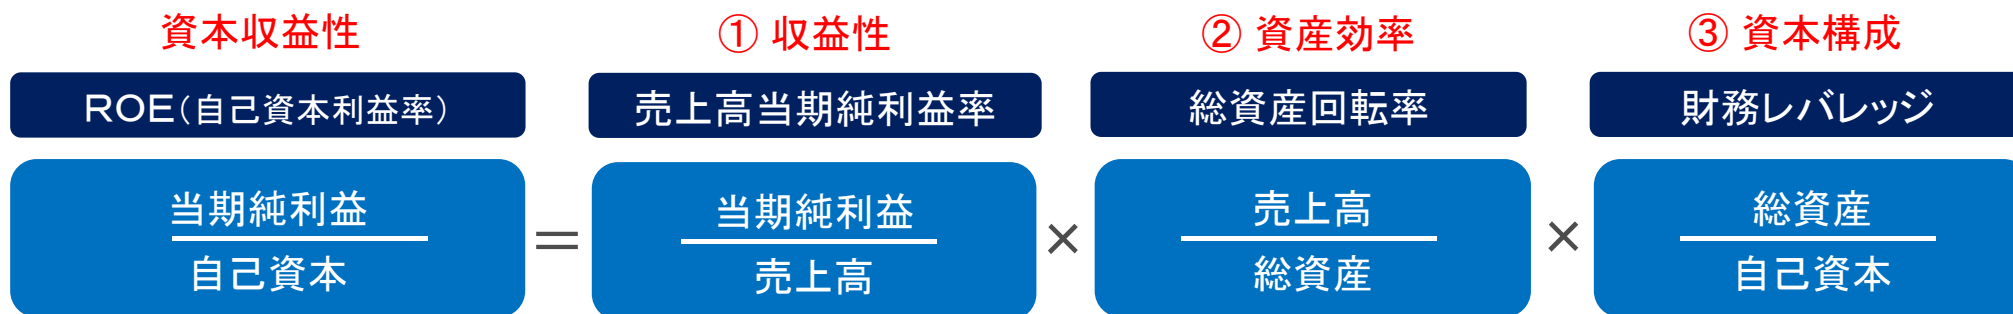 資本収益性
① 収益性
② 資産効率
③ 資本構成
ROE(自己資本利益率)
売上高当期純利益率
総資産回転率
財務レバレッジ
当期純利益
自己資本
=
当期純利益
売上高
×
売上高
総資産
×
総資産
自己資本